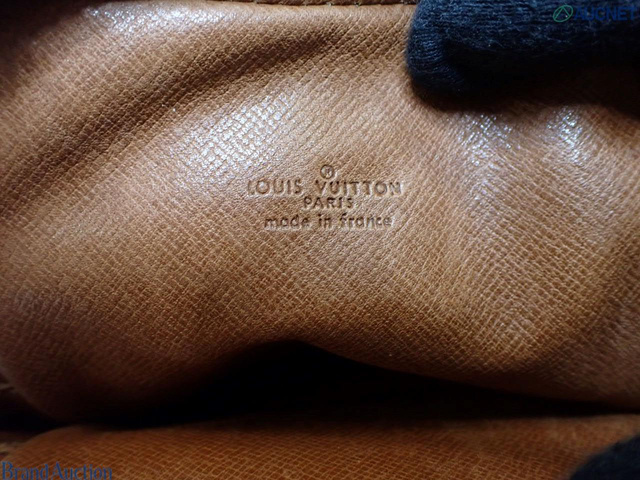 ®
LOUIS VUITTON
PARIS
made in france
Brand Auction